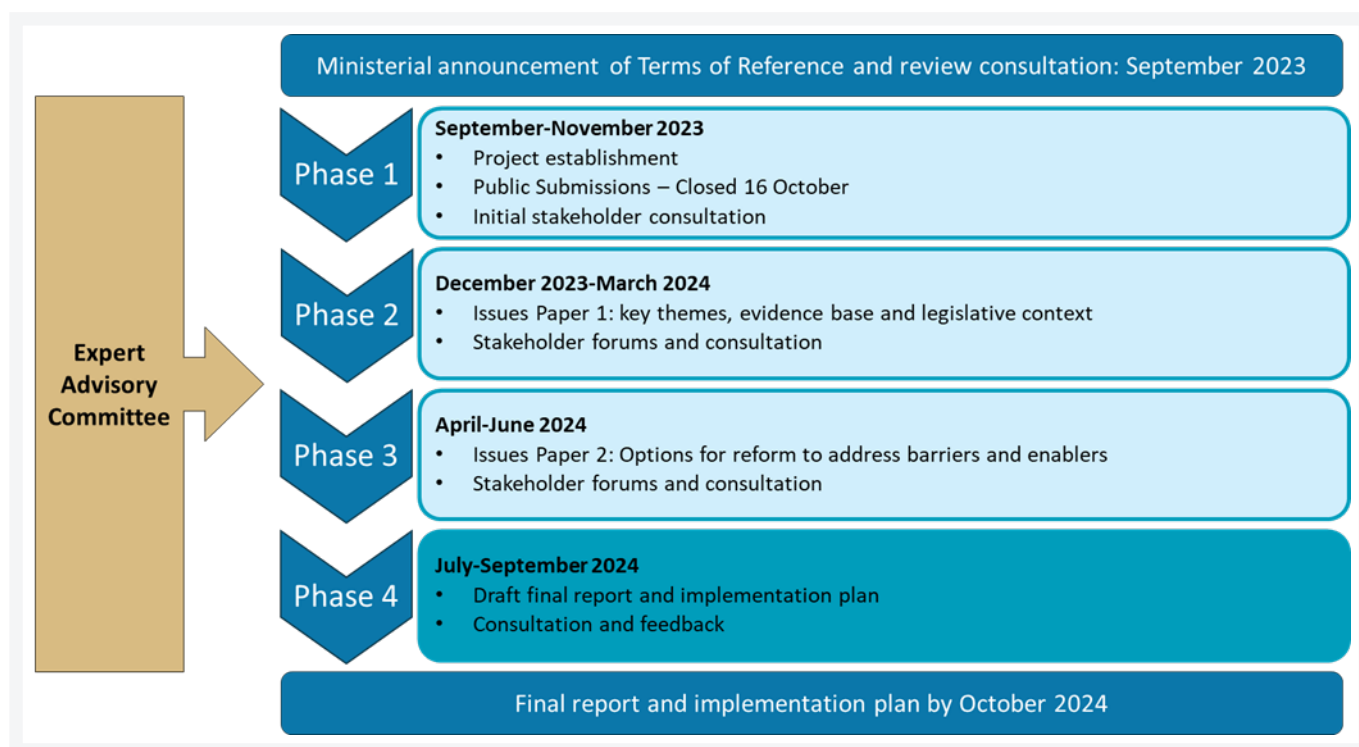 Ministerial announcement of Terms of Reference and review consultation: September 2023
Expert
Advisory
Committee
Phase 1
September-November 2023
• Project establishment
• Public Submissions – Closed 16 October
• Initial stakeholder consultation
Phase 2
December 2023-March 2024
• Issues Paper 1: key themes, evidence base and legislative context
• Stakeholder forums and consultation
Phase 3
April-June 2024
• Issues Paper 2: Options for reform to address barriers and enablers
• Stakeholder forums and consultation
Phase 4
July-September 2024
• Draft final report and implementation plan
• Consultation and feedback
Final report and implementation plan by October 2024